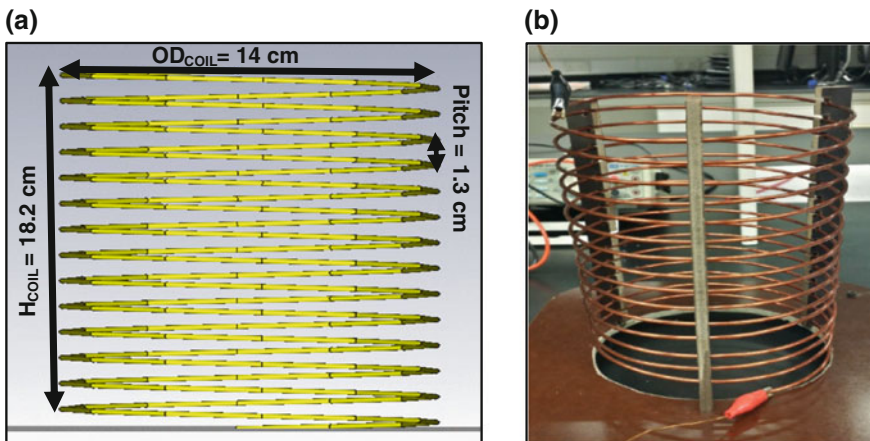 (a)
OD_COIL = 14 cm
Pitch = 1.3 cm
H_COIL = 18.2 cm
(b)